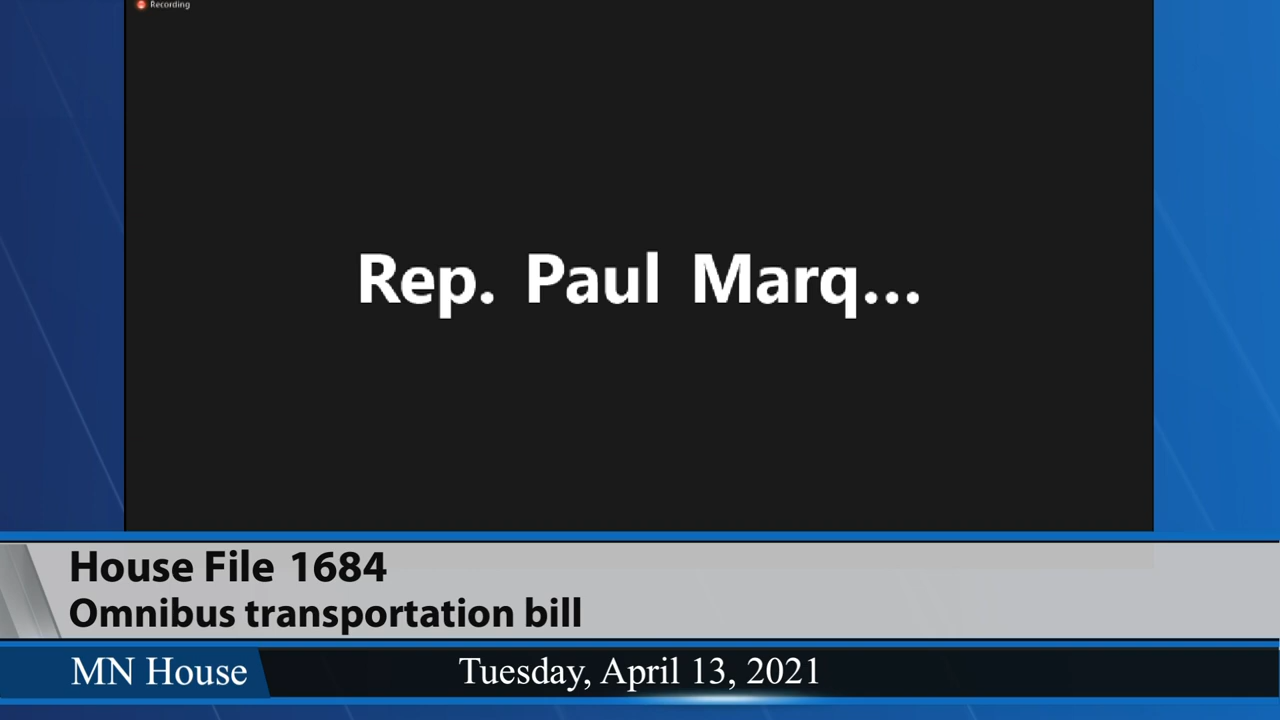 Recording
Rep. Paul Marq...
House File 1684
Omnibus transportation bill
MN House
Tuesday, April 13, 2021